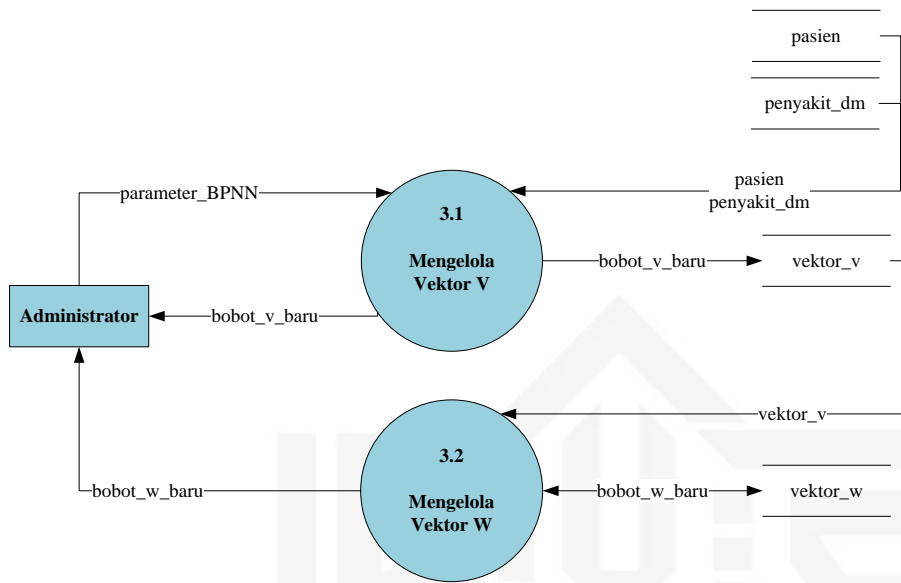 pasien
penyakit_dm
parameter_BPNN
pasien
penyakit_dm
3.1
Mengelola
Vektor V
bobot_v_baru
vektor_v
Administrator
bobot_v_baru
vektor_v
3.2
Mengelola
Vektor W
bobot_w_baru
bobot_w_baru
vektor_w